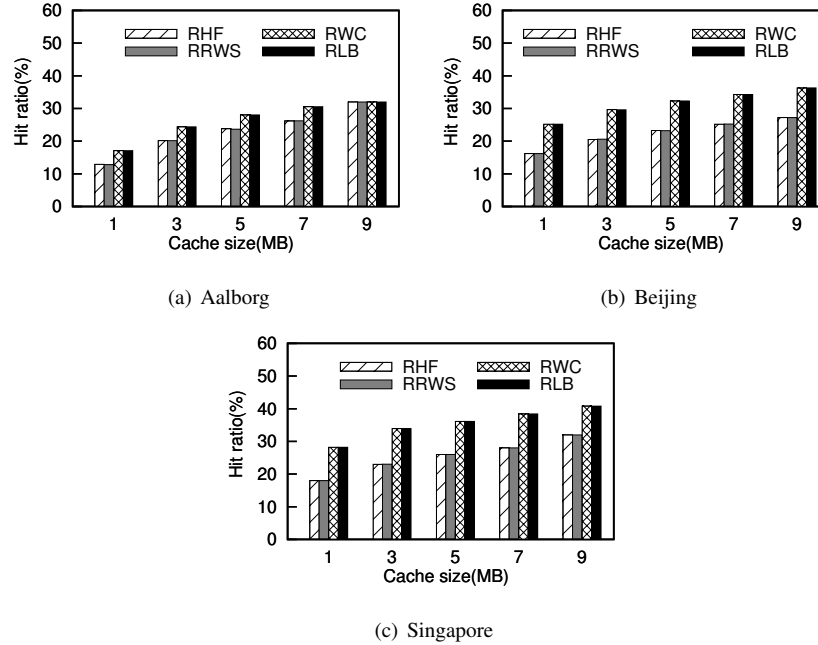 60
50
40
30
20
10
0
Hit ratio(%)
RHF
RRWS
RWC
RLB
1 3 5 7 9
Cache size(MB)
(a) Aalborg
60
50
40
30
20
10
0
Hit ratio(%)
RHF
RRWS
RWC
RLB
1 3 5 7 9
Cache size(MB)
(b) Beijing
60
50
40
30
20
10
0
Hit ratio(%)
RHF
RRWS
RWC
RLB
1 3 5 7 9
Cache size(MB)
(c) Singapore